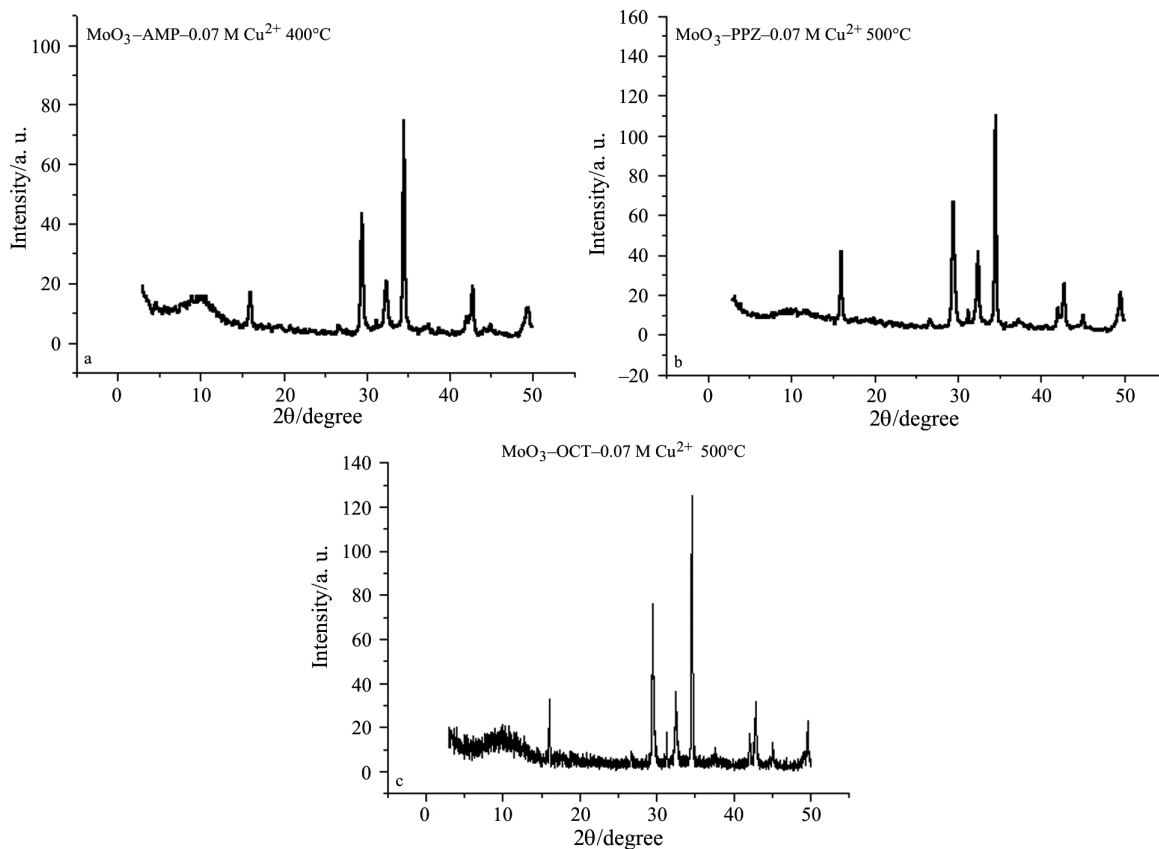 MoO₃–AMP–0.07 M Cu²⁺ 400°C
100
80
60
40
20
0
Intensity/a. u.
a
0 10 20 30 40 50
2θ/degree
MoO₃–PPZ–0.07 M Cu²⁺ 500°C
160
140
120
100
80
60
40
20
0
–20
Intensity/a. u.
b
0 10 20 30 40 50
2θ/degree
MoO₃–OCT–0.07 M Cu²⁺ 500°C
140
120
100
80
60
40
20
0
Intensity/a. u.
c
0 10 20 30 40 50
2θ/degree